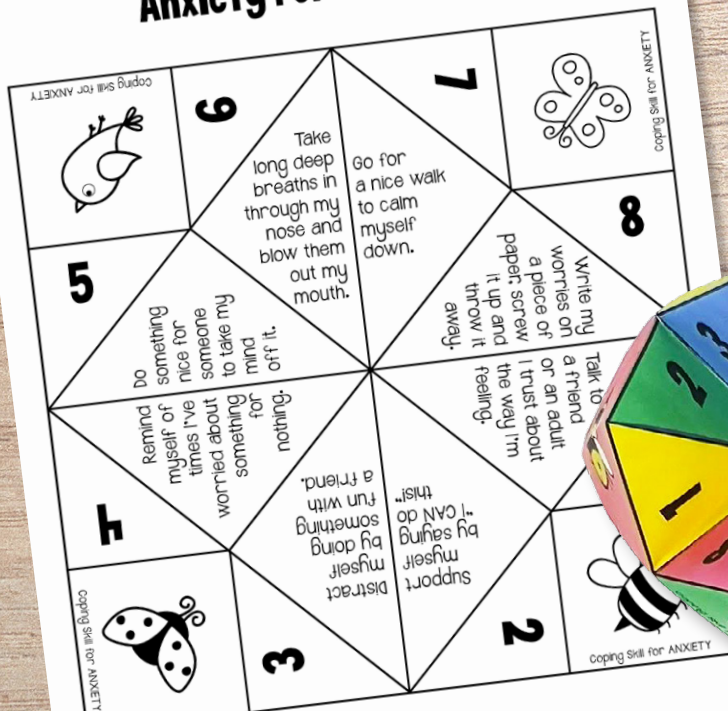 Coping Skill for ANXIETY
6
7
Coping Skill for ANXIETY
Take
long deep
breaths in
through my
nose and
blow them
out my
mouth.
Go for
a nice walk
to calm
myself
down.
5
8
Do
something
nice for
someone
to take my
mind
off it.
Write my
worries on
a piece of
paper, screw
it up and
throw it
away.
Remind
myself of
times I've
worried about
something
for
nothing.
Talk to
a friend
or an adult
I trust about
the way I'm
feeling.
2
1
4
Distract
myself
by doing
something
fun with
a friend.
Support
myself
by saying
"I CAN do
this!"
Coping Skill for ANXIETY
3
2
Coping Skill for ANXIETY